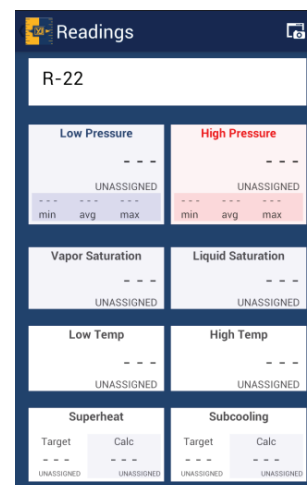 Readings
R-22
Low Pressure High Pressure
- - - - - -
UNASSIGNED UNASSIGNED
- - - - - - - - - - - - - - - - - -
min avg max min avg max
Vapor Saturation Liquid Saturation
- - - - - -
UNASSIGNED UNASSIGNED
Low Temp High Temp
- - - - - -
UNASSIGNED UNASSIGNED
Superheat Subcooling
Target Calc Target Calc
- - - - - - - - - - - -
UNASSIGNED UNASSIGNED UNASSIGNED UNASSIGNED